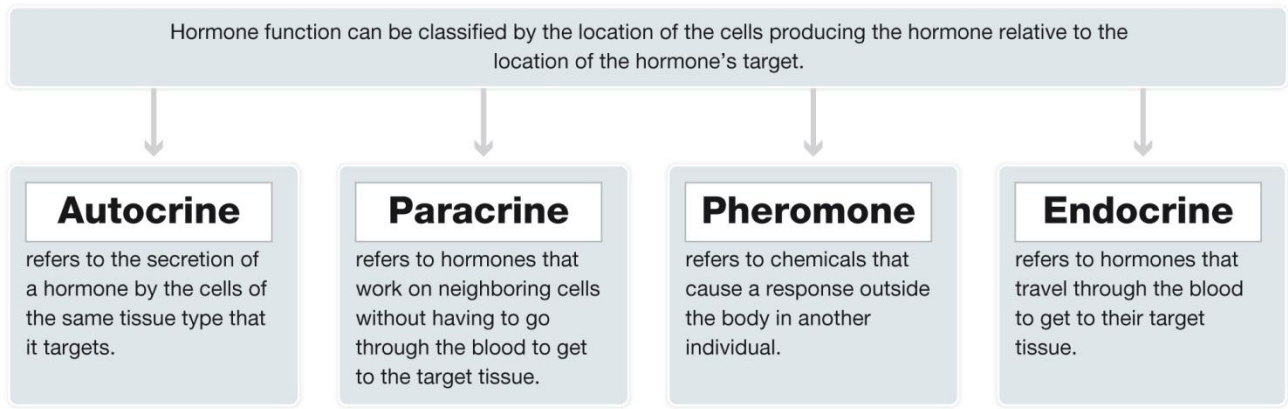 Hormone function can be classified by the location of the cells producing the hormone relative to the
location of the hormone’s target.
Autocrine
refers to the secretion of
a hormone by the cells of
the same tissue type that
it targets.
Paracrine
refers to hormones that
work on neighboring cells
without having to go
through the blood to get
to the target tissue.
Pheromone
refers to chemicals that
cause a response outside
the body in another
individual.
Endocrine
refers to hormones that
travel through the blood
to get to their target
tissue.